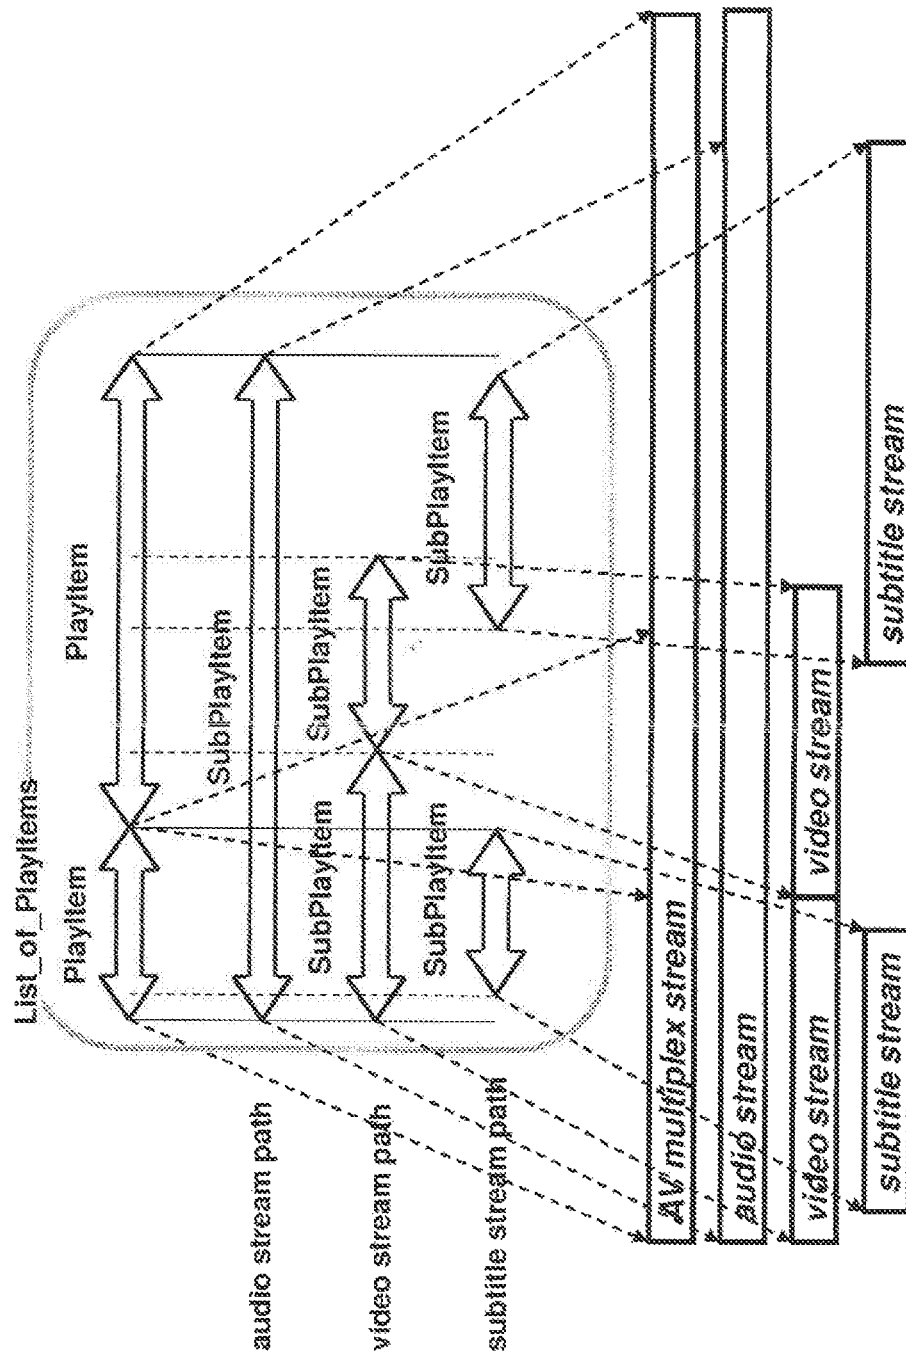 List_of_PlayItems
PlayItem
PlayItem
audio stream path
SubPlayItem
video stream path
SubPlayItem
SubPlayItem
subtitle stream path
SubPlayItem
SubPlayItem
AV multiplex stream
audio stream
video stream
video stream
subtitle stream
subtitle stream